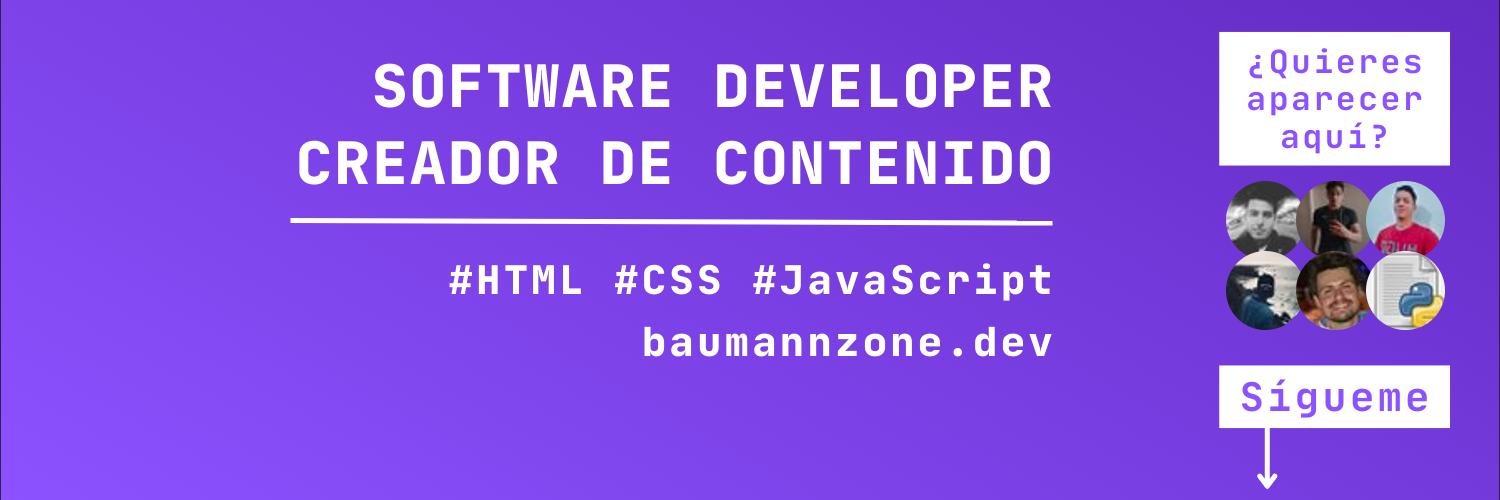 SOFTWARE DEVELOPER
CREADOR DE CONTENIDO
#HTML #CSS #JavaScript
baumannzone.dev
¿Quieres
aparecer
aquí?
Sígueme